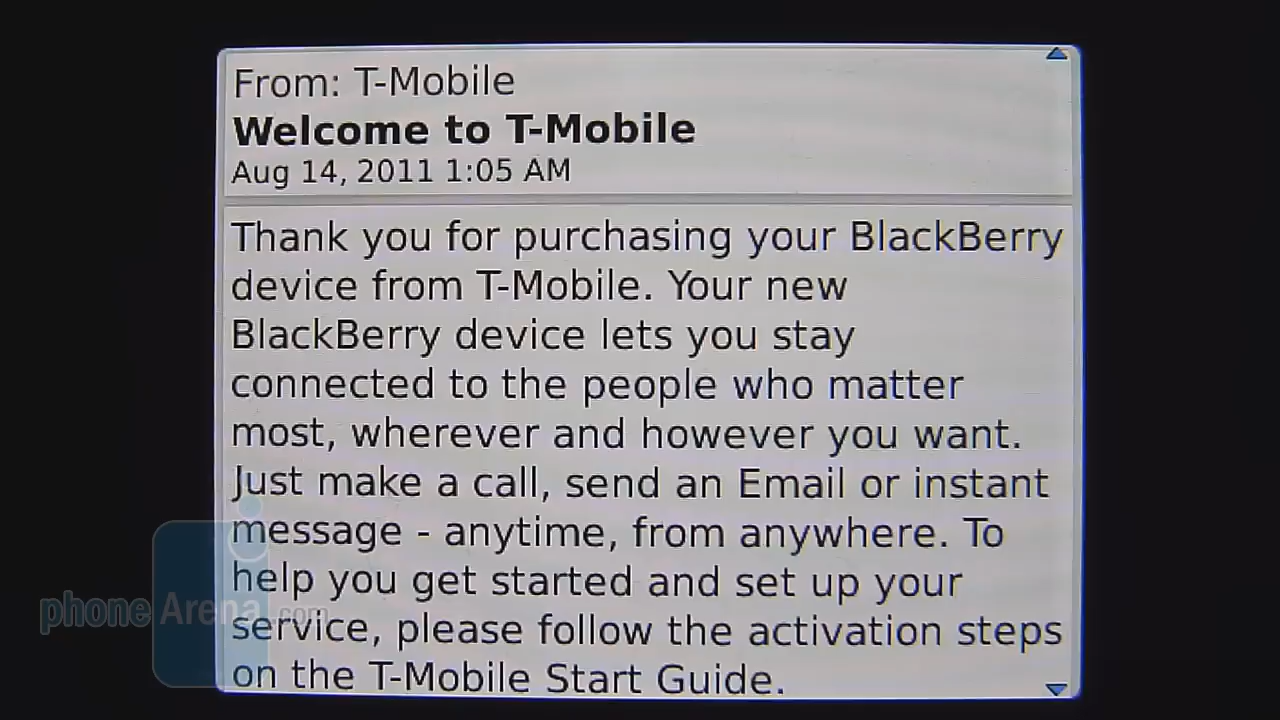 From: T-Mobile
Welcome to T-Mobile
Aug 14, 2011 1:05 AM
Thank you for purchasing your BlackBerry
device from T-Mobile. Your new
BlackBerry device lets you stay
connected to the people who matter
most, wherever and however you want.
Just make a call, send an Email or instant
message - anytime, from anywhere. To
help you get started and set up your
service, please follow the activation steps
on the T-Mobile Start Guide.
phoneArena.com